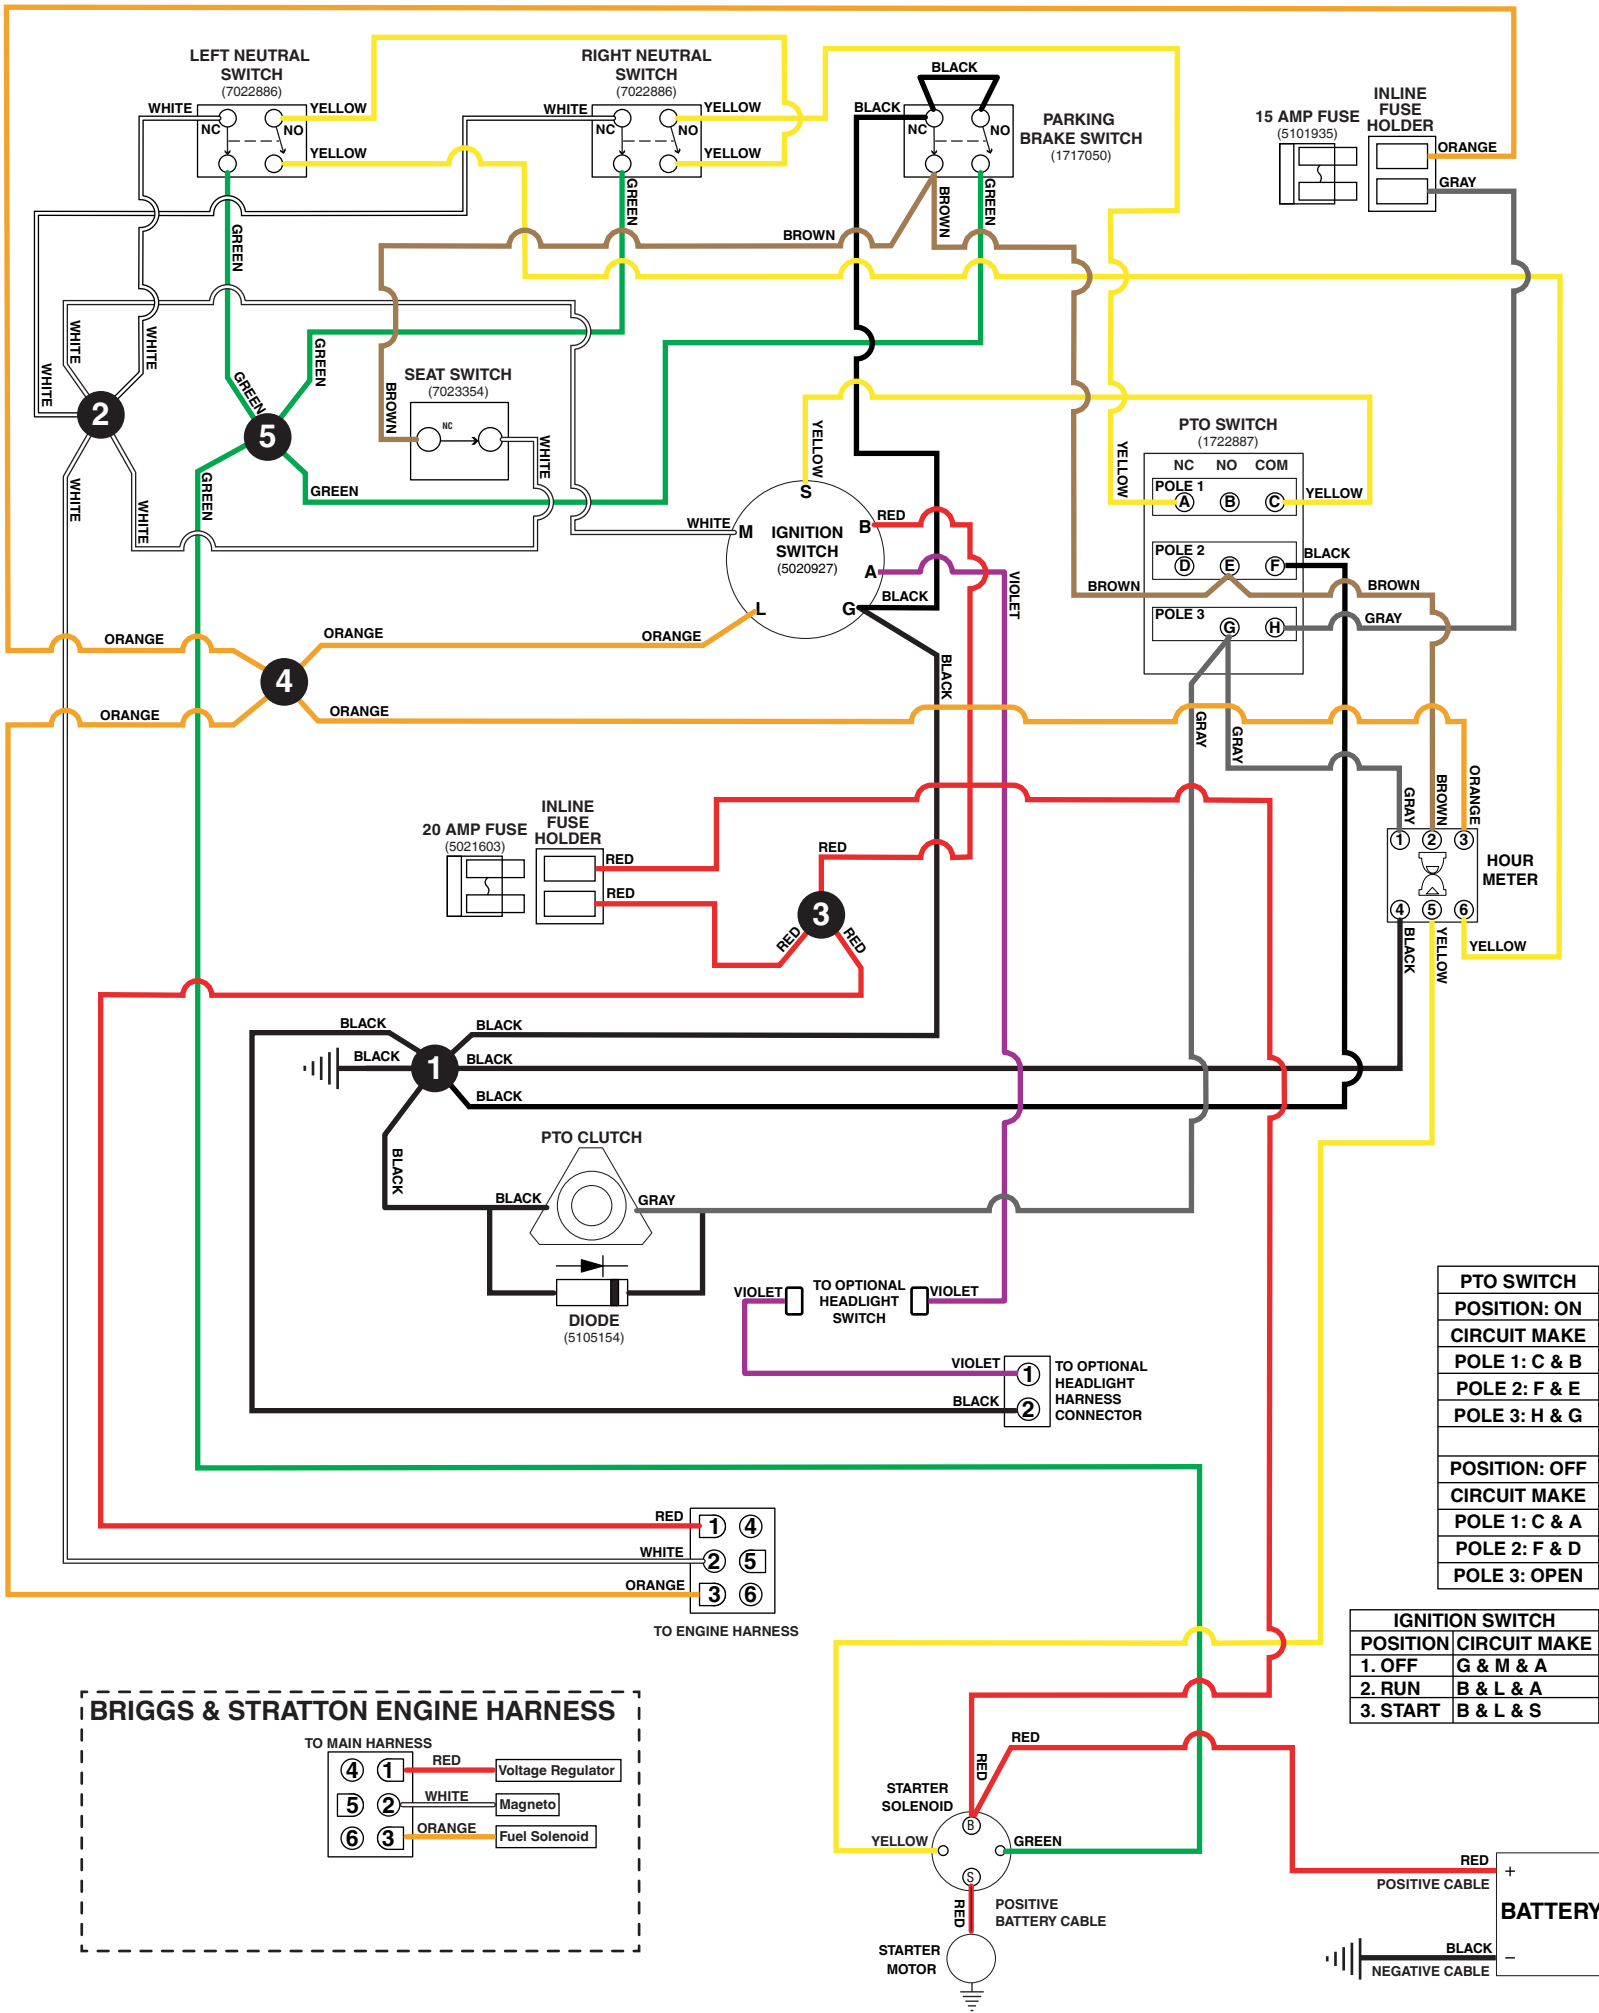 LEFT NEUTRAL
SWITCH
(7022886)
WHITE
YELLOW
NC
NO
YELLOW
RIGHT NEUTRAL
SWITCH
(7022886)
WHITE
YELLOW
NC
NO
YELLOW
BLACK
BLACK
NC
NO
PARKING
BRAKE SWITCH
(1717050)
15 AMP FUSE
(5101935)
INLINE
FUSE
HOLDER
ORANGE
GRAY
GREEN
GREEN
BROWN
BROWN
GREEN
WHITE
WHITE
WHITE
2
GREEN
GREEN
5
GREEN
GREEN
WHITE
WHITE
SEAT SWITCH
(7023354)
NC
BROWN
WHITE
YELLOW
S
WHITE
M
IGNITION
SWITCH
(5020927)
B
RED
A
VIOLET
G
BLACK
L
BLACK
PTO SWITCH
(1722887)
NC NO COM
POLE 1
A B C
YELLOW
YELLOW
POLE 2
D E F
BLACK
BROWN
BROWN
POLE 3
G H
GRAY
ORANGE
ORANGE
ORANGE
4
ORANGE
ORANGE
GRAY
GRAY
GRAY
BROWN
ORANGE
1 2 3
HOUR
METER
4 5 6
BLACK
YELLOW
YELLOW
20 AMP FUSE
(5021603)
INLINE
FUSE
HOLDER
RED
RED
RED
3
RED
RED
BLACK
BLACK
BLACK
1
BLACK
BLACK
BLACK
PTO CLUTCH
BLACK
GRAY
DIODE
(5105154)
VIOLET
TO OPTIONAL
HEADLIGHT
SWITCH
VIOLET
VIOLET
1
BLACK
2
TO OPTIONAL
HEADLIGHT
HARNESS
CONNECTOR
PTO SWITCH
POSITION: ON
CIRCUIT MAKE
POLE 1: C & B
POLE 2: F & E
POLE 3: H & G
POSITION: OFF
CIRCUIT MAKE
POLE 1: C & A
POLE 2: F & D
POLE 3: OPEN
RED
1 4
WHITE
2 5
ORANGE
3 6
TO ENGINE HARNESS
IGNITION SWITCH
POSITION CIRCUIT MAKE
1. OFF G & M & A
2. RUN B & L & A
3. START B & L & S
BRIGGS & STRATTON ENGINE HARNESS
TO MAIN HARNESS
4 1
RED
Voltage Regulator
5 2
WHITE
Magneto
6 3
ORANGE
Fuel Solenoid
RED
RED
STARTER
SOLENOID
B
YELLOW
GREEN
S
RED
POSITIVE
BATTERY CABLE
STARTER
MOTOR
RED
POSITIVE CABLE
+
BATTERY
BLACK
NEGATIVE CABLE
–